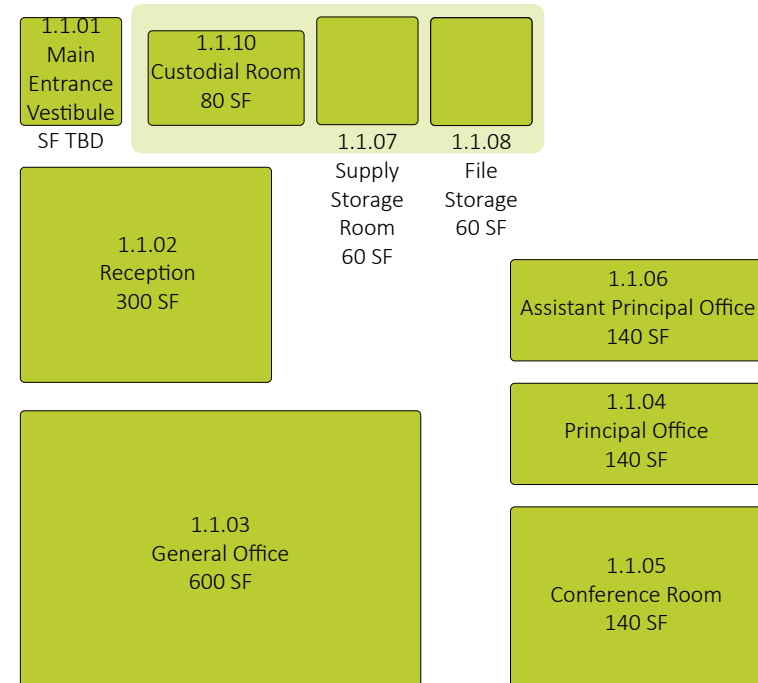 1.1.01
Main
Entrance
Vestibule
SF TBD
1.1.10
Custodial Room
80 SF
1.1.07
Supply
Storage
Room
60 SF
1.1.08
File
Storage
60 SF
1.1.02
Reception
300 SF
1.1.06
Assistant Principal Office
140 SF
1.1.04
Principal Office
140 SF
1.1.03
General Office
600 SF
1.1.05
Conference Room
140 SF